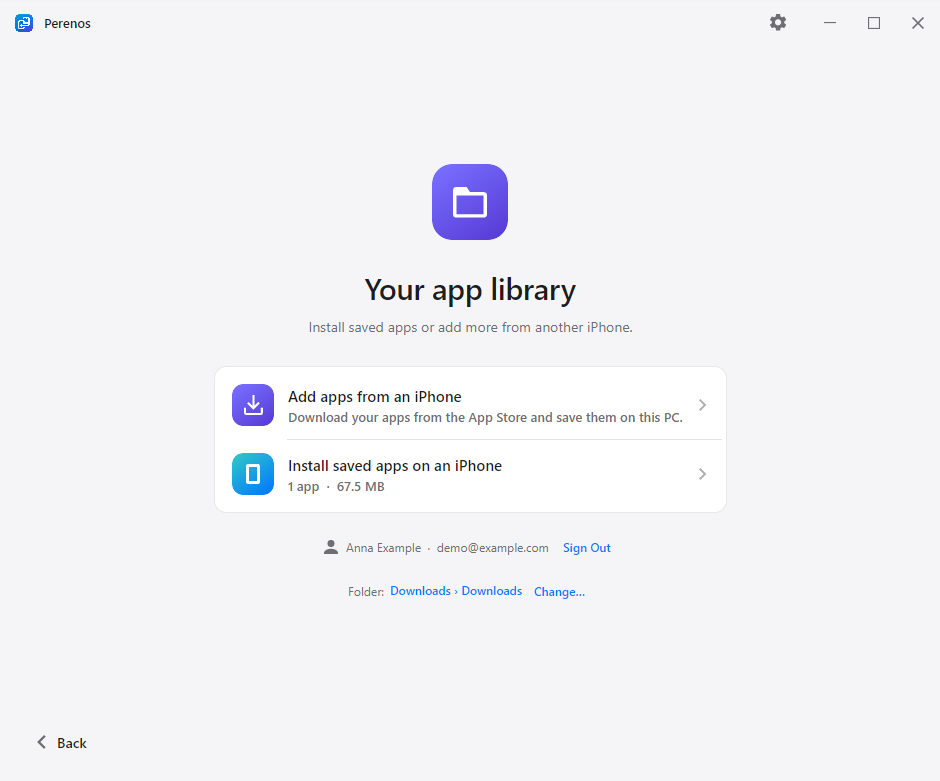 Perenos
Your app library
Install saved apps or add more from another iPhone.
Add apps from an iPhone
Download your apps from the App Store and save them on this PC.
Install saved apps on an iPhone
1 app · 67.5 MB
Anna Example · demo@example.com Sign Out
Folder: Downloads › Downloads Change...
Back